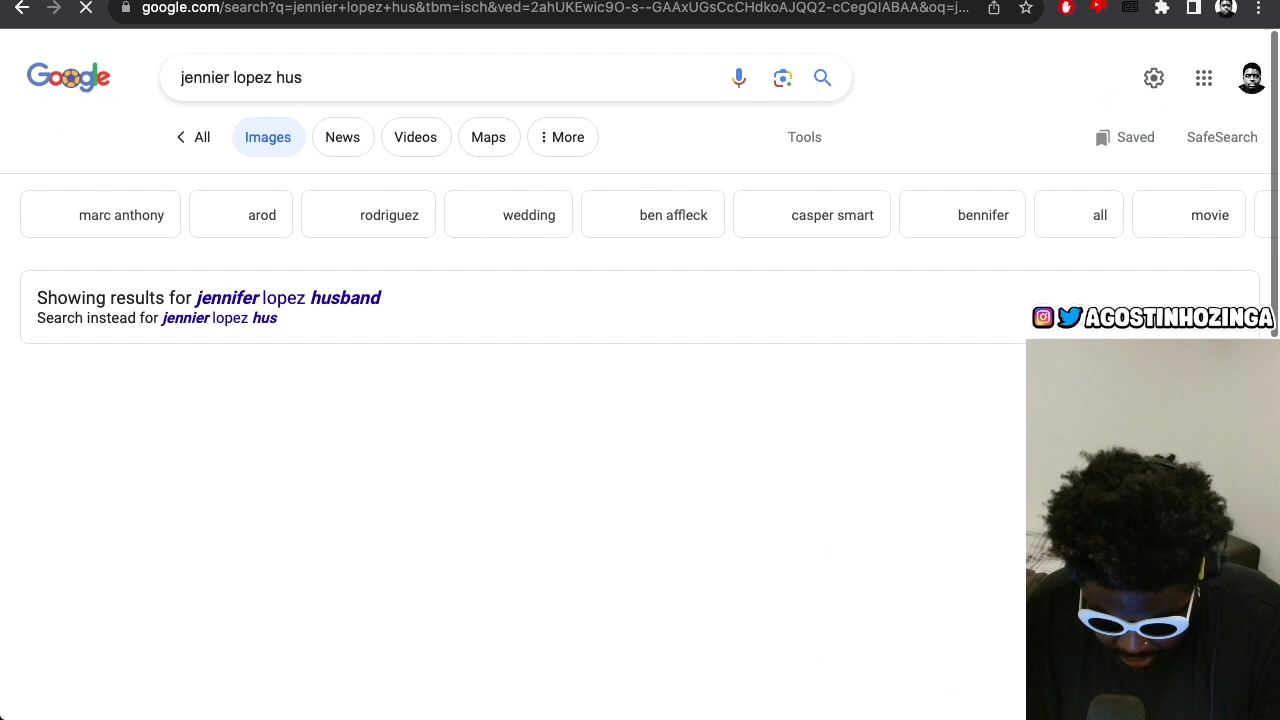 google.com/search?q=jennier+lopez+hus&tbm=isch&ved=2ahUKEwic9O-s--GAAxUGsCcCHdkoAJQQ2-cCegQIABAA&oq=j...
Google
jennier lopez hus
All
Images
News
Videos
Maps
More
Tools
Saved
SafeSearch
marc anthony
arod
rodriguez
wedding
ben affleck
casper smart
bennifer
all
movie
Showing results for jennifer lopez husband
Search instead for jennier lopez hus
AGOSTINHOZINGA